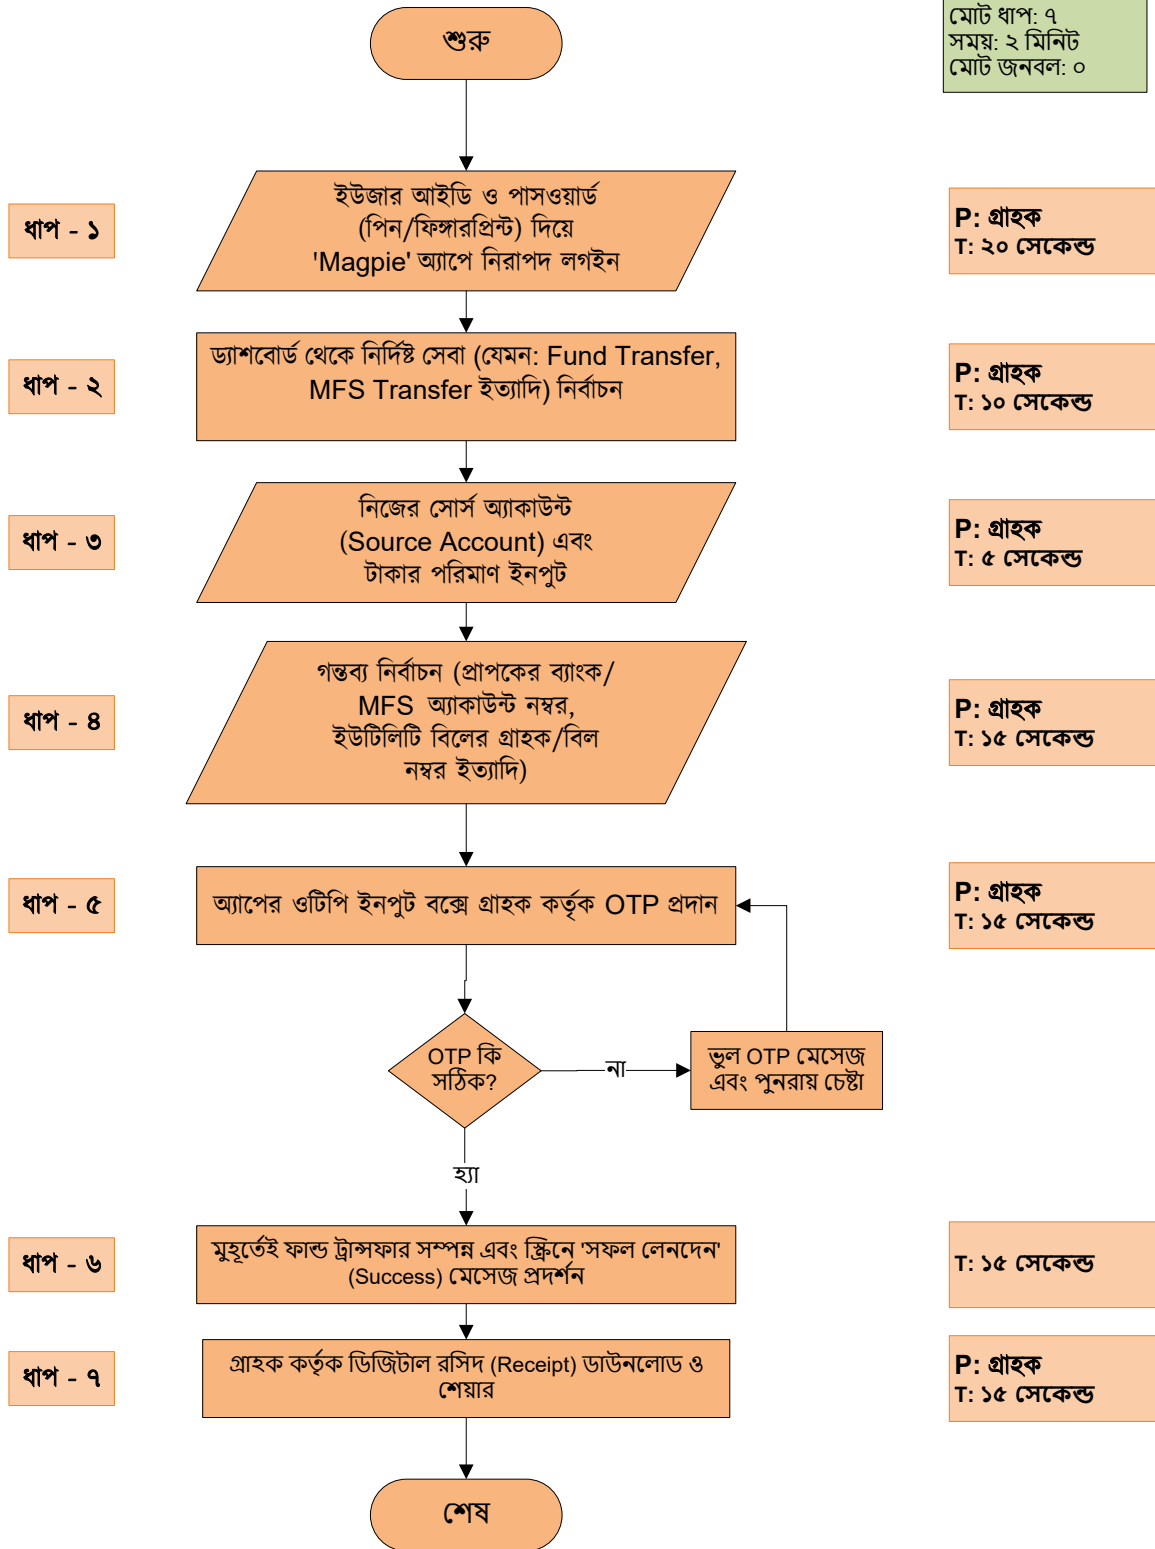 শুরু
মোট ধাপ: ৭
সময়: ২ মিনিট
মোট জনবল: ০
ধাপ - ১
ইউজার আইডি ও পাসওয়ার্ড
(পিন/ফিঙ্গারপ্রিন্ট) দিয়ে
'Magpie' অ্যাপে নিরাপদ লগইন
P: গ্রাহক
T: ২০ সেকেন্ড
ধাপ - ২
ড্যাশবোর্ড থেকে নির্দিষ্ট সেবা (যেমন: Fund Transfer,
MFS Transfer ইত্যাদি) নির্বাচন
P: গ্রাহক
T: ১০ সেকেন্ড
ধাপ - ৩
নিজের সোর্স অ্যাকাউন্ট
(Source Account) এবং
টাকার পরিমাণ ইনপুট
P: গ্রাহক
T: ৫ সেকেন্ড
ধাপ - ৪
গন্তব্য নির্বাচন (প্রাপকের ব্যাংক/
MFS অ্যাকাউন্ট নম্বর,
ইউটিলিটি বিলের গ্রাহক/বিল
নম্বর ইত্যাদি)
P: গ্রাহক
T: ১৫ সেকেন্ড
ধাপ - ৫
অ্যাপের ওটিপি ইনপুট বক্সে গ্রাহক কর্তৃক OTP প্রদান
P: গ্রাহক
T: ১৫ সেকেন্ড
OTP কি
সঠিক?
না
ভুল OTP মেসেজ
এবং পুনরায় চেষ্টা
হ্যা
ধাপ - ৬
মুহূর্তেই ফান্ড ট্রান্সফার সম্পন্ন এবং স্ক্রিনে 'সফল লেনদেন'
(Success) মেসেজ প্রদর্শন
T: ১৫ সেকেন্ড
ধাপ - ৭
গ্রাহক কর্তৃক ডিজিটাল রসিদ (Receipt) ডাউনলোড ও
শেয়ার
P: গ্রাহক
T: ১৫ সেকেন্ড
শেষ